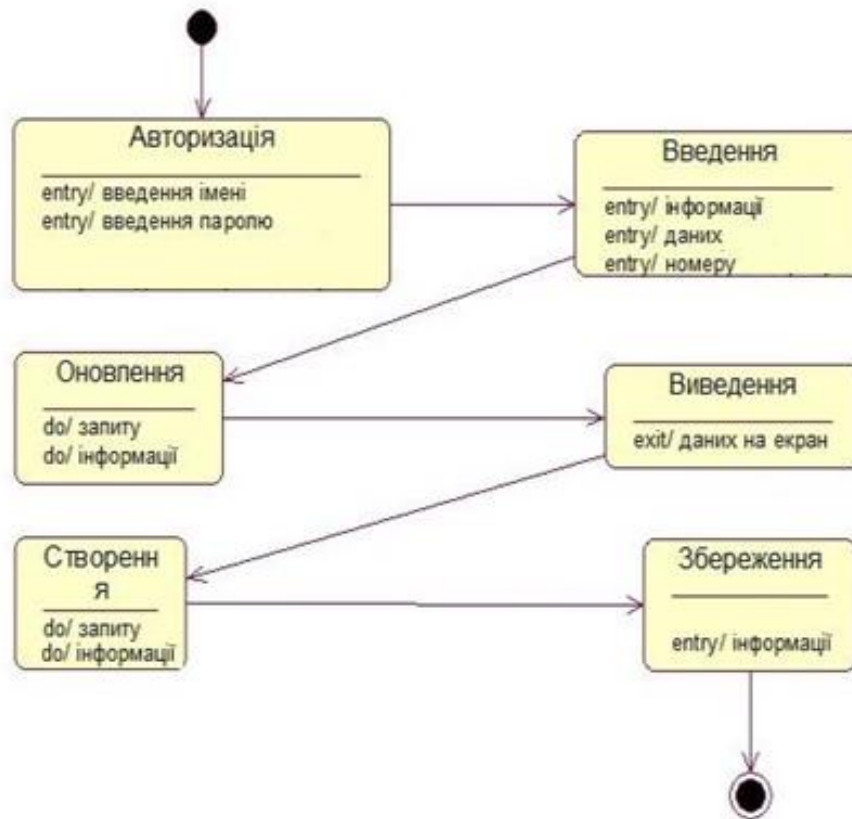 Авторизація
entry/ введення імені
entry/ введення паролю
Введення
entry/ інформації
entry/ даних
entry/ номеру
Оновлення
do/ запиту
do/ інформації
Виведення
exit/ даних на екран
Створенн
я
do/ запиту
do/ інформації
Збереження
entry/ інформації